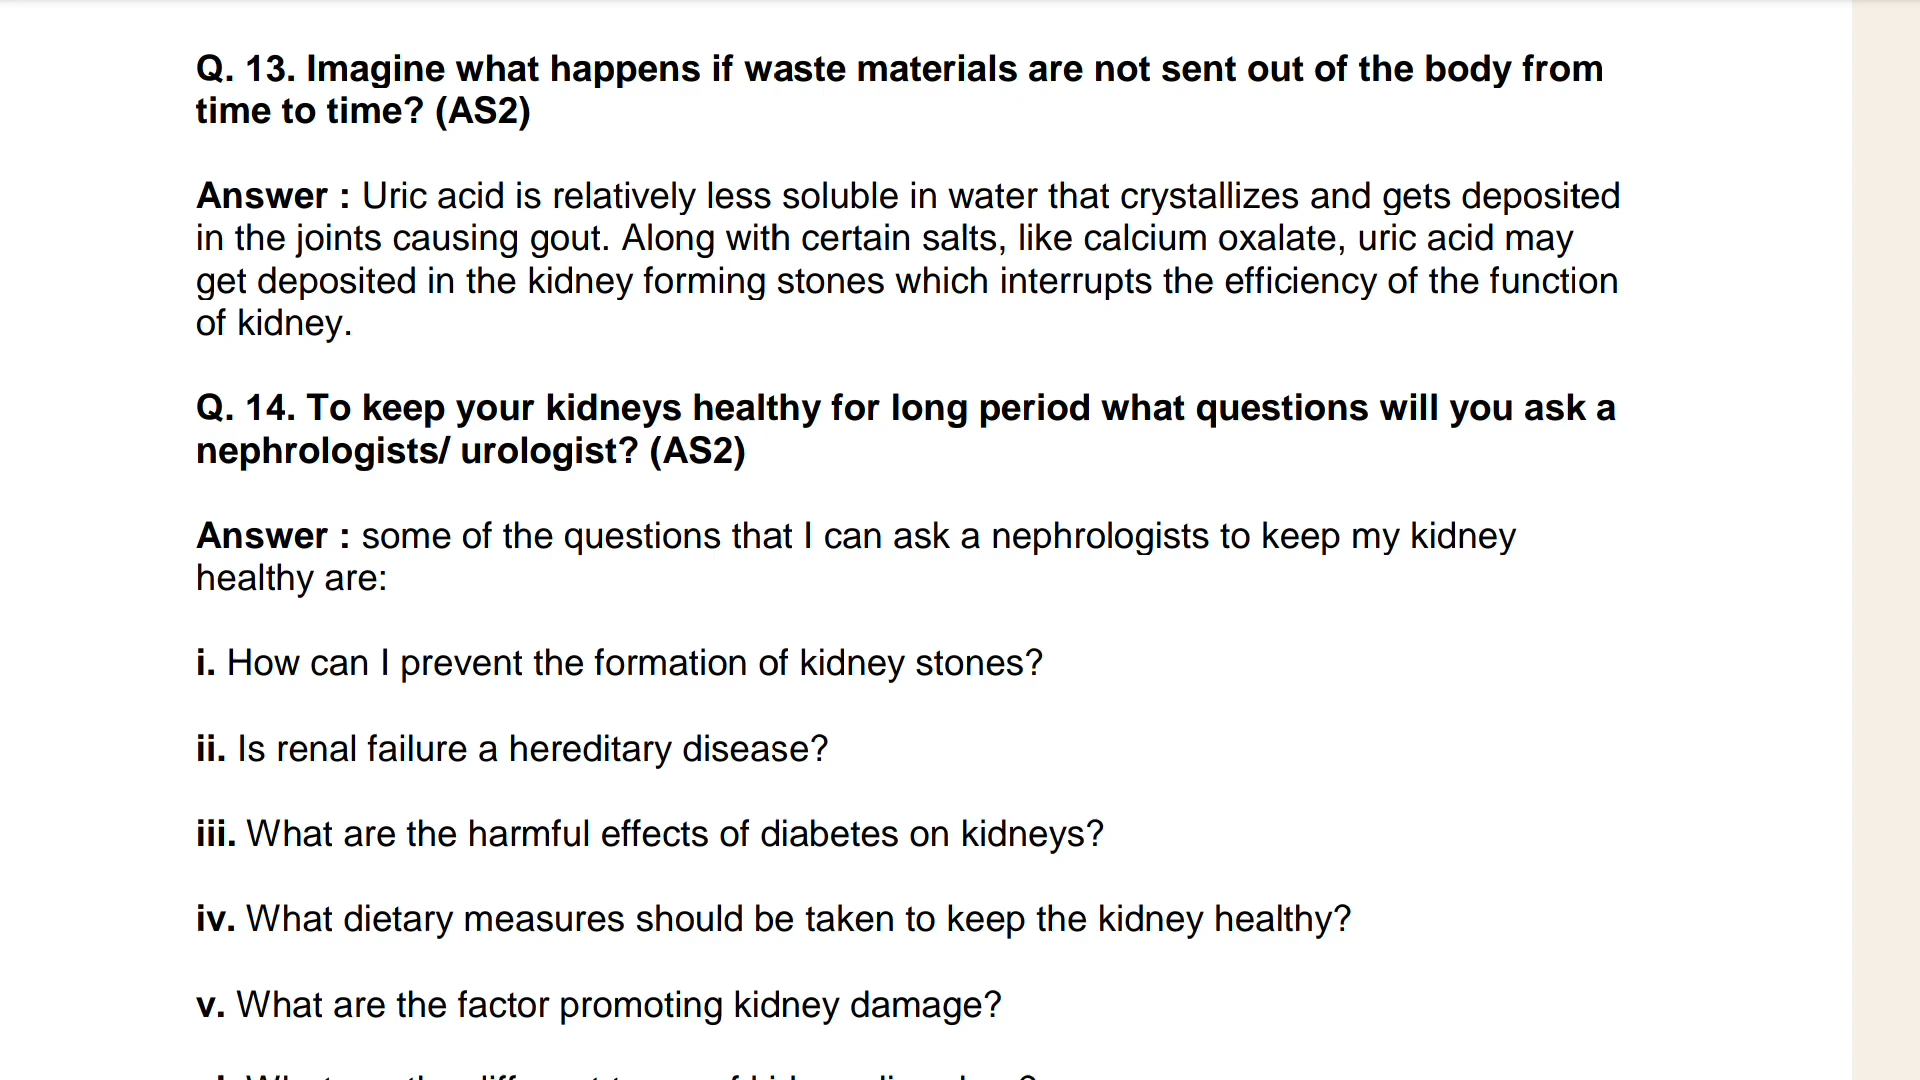 Q. 13. Imagine what happens if waste materials are not sent out of the body from
time to time? (AS2)
Answer : Uric acid is relatively less soluble in water that crystallizes and gets deposited
in the joints causing gout. Along with certain salts, like calcium oxalate, uric acid may
get deposited in the kidney forming stones which interrupts the efficiency of the function
of kidney.
Q. 14. To keep your kidneys healthy for long period what questions will you ask a
nephrologists/ urologist? (AS2)
Answer : some of the questions that I can ask a nephrologists to keep my kidney
healthy are:
i. How can I prevent the formation of kidney stones?
ii. Is renal failure a hereditary disease?
iii. What are the harmful effects of diabetes on kidneys?
iv. What dietary measures should be taken to keep the kidney healthy?
v. What are the factor promoting kidney damage?